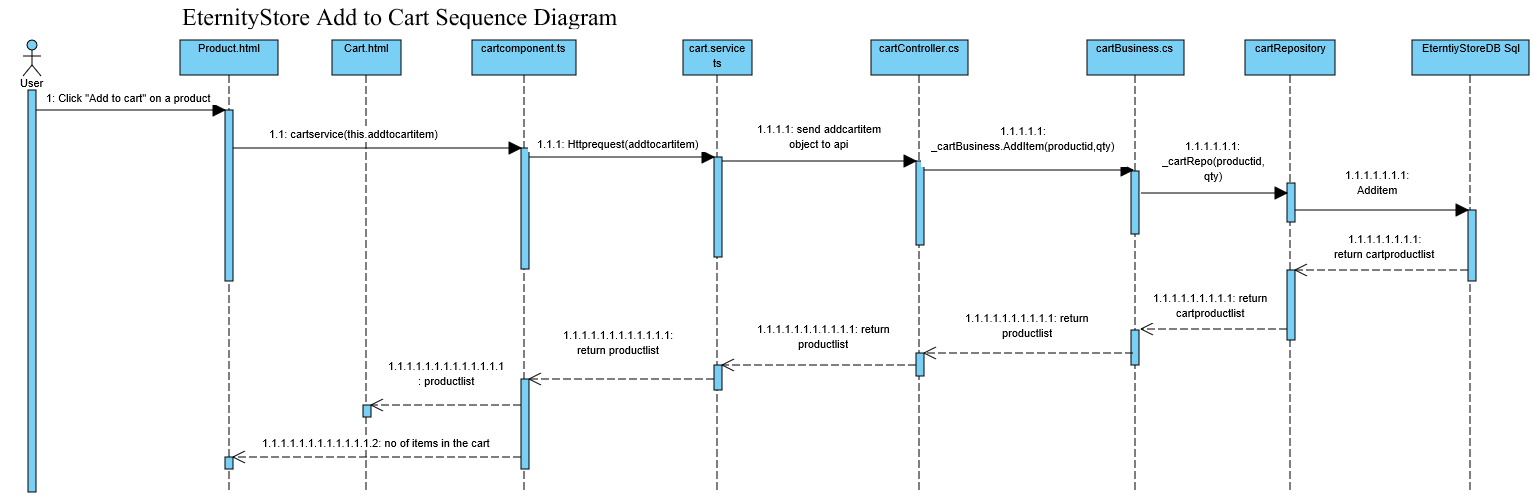 EternityStore Add to Cart Sequence Diagram
Product.html
Cart.html
cartcomponent.ts
cart.service
ts
cartController.cs
cartBusiness.cs
cartRepository
EterntiyStoreDB Sql
User
1: Click "Add to cart" on a product
1.1: cartservice(this.addtocartitem)
1.1.1: Httprequest(addtocartitem)
1.1.1.1: send addcartitem
object to api
1.1.1.1.1:
_cartBusiness.AddItem(productid,qty)
1.1.1.1.1.1:
_cartRepo(productid,
qty)
1.1.1.1.1.1.1:
Additem
1.1.1.1.1.1.1.1:
return cartproductlist
1.1.1.1.1.1.1.1.1: return
cartproductlist
1.1.1.1.1.1.1.1.1.1: return
productlist
1.1.1.1.1.1.1.1.1.1.1: return
productlist
1.1.1.1.1.1.1.1.1.1.1.1:
return productlist
1.1.1.1.1.1.1.1.1.1.1.1.1
: productlist
1.1.1.1.1.1.1.1.1.1.1.1.2: no of items in the cart